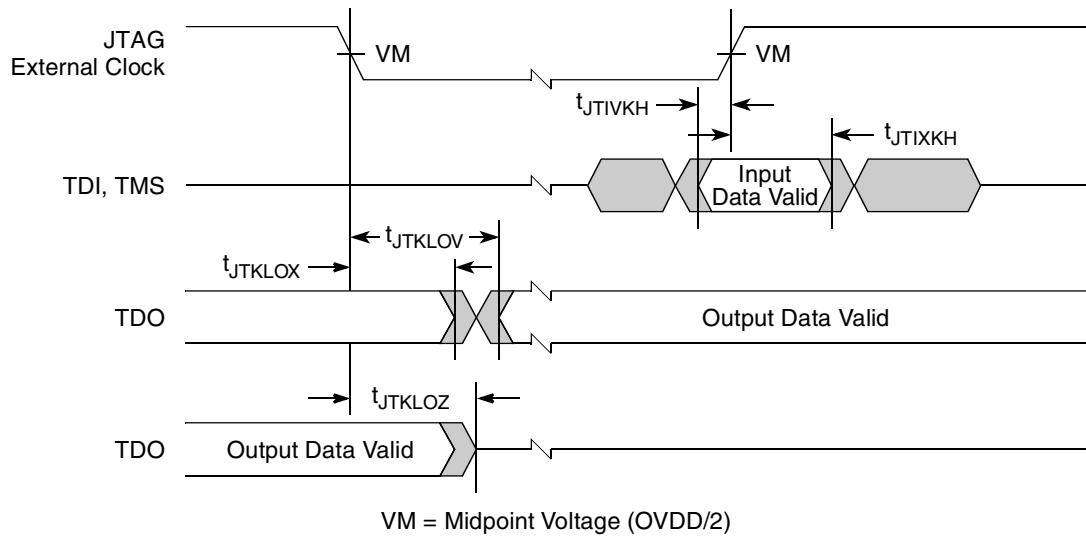 JTAG
External Clock
VM
VM
tJTIVKH
tJTIXKH
TDI, TMS
Input
Data Valid
tJTKLOV
tJTKLOX
TDO
Output Data Valid
tJTKLOZ
TDO
Output Data Valid
VM = Midpoint Voltage (OVDD/2)